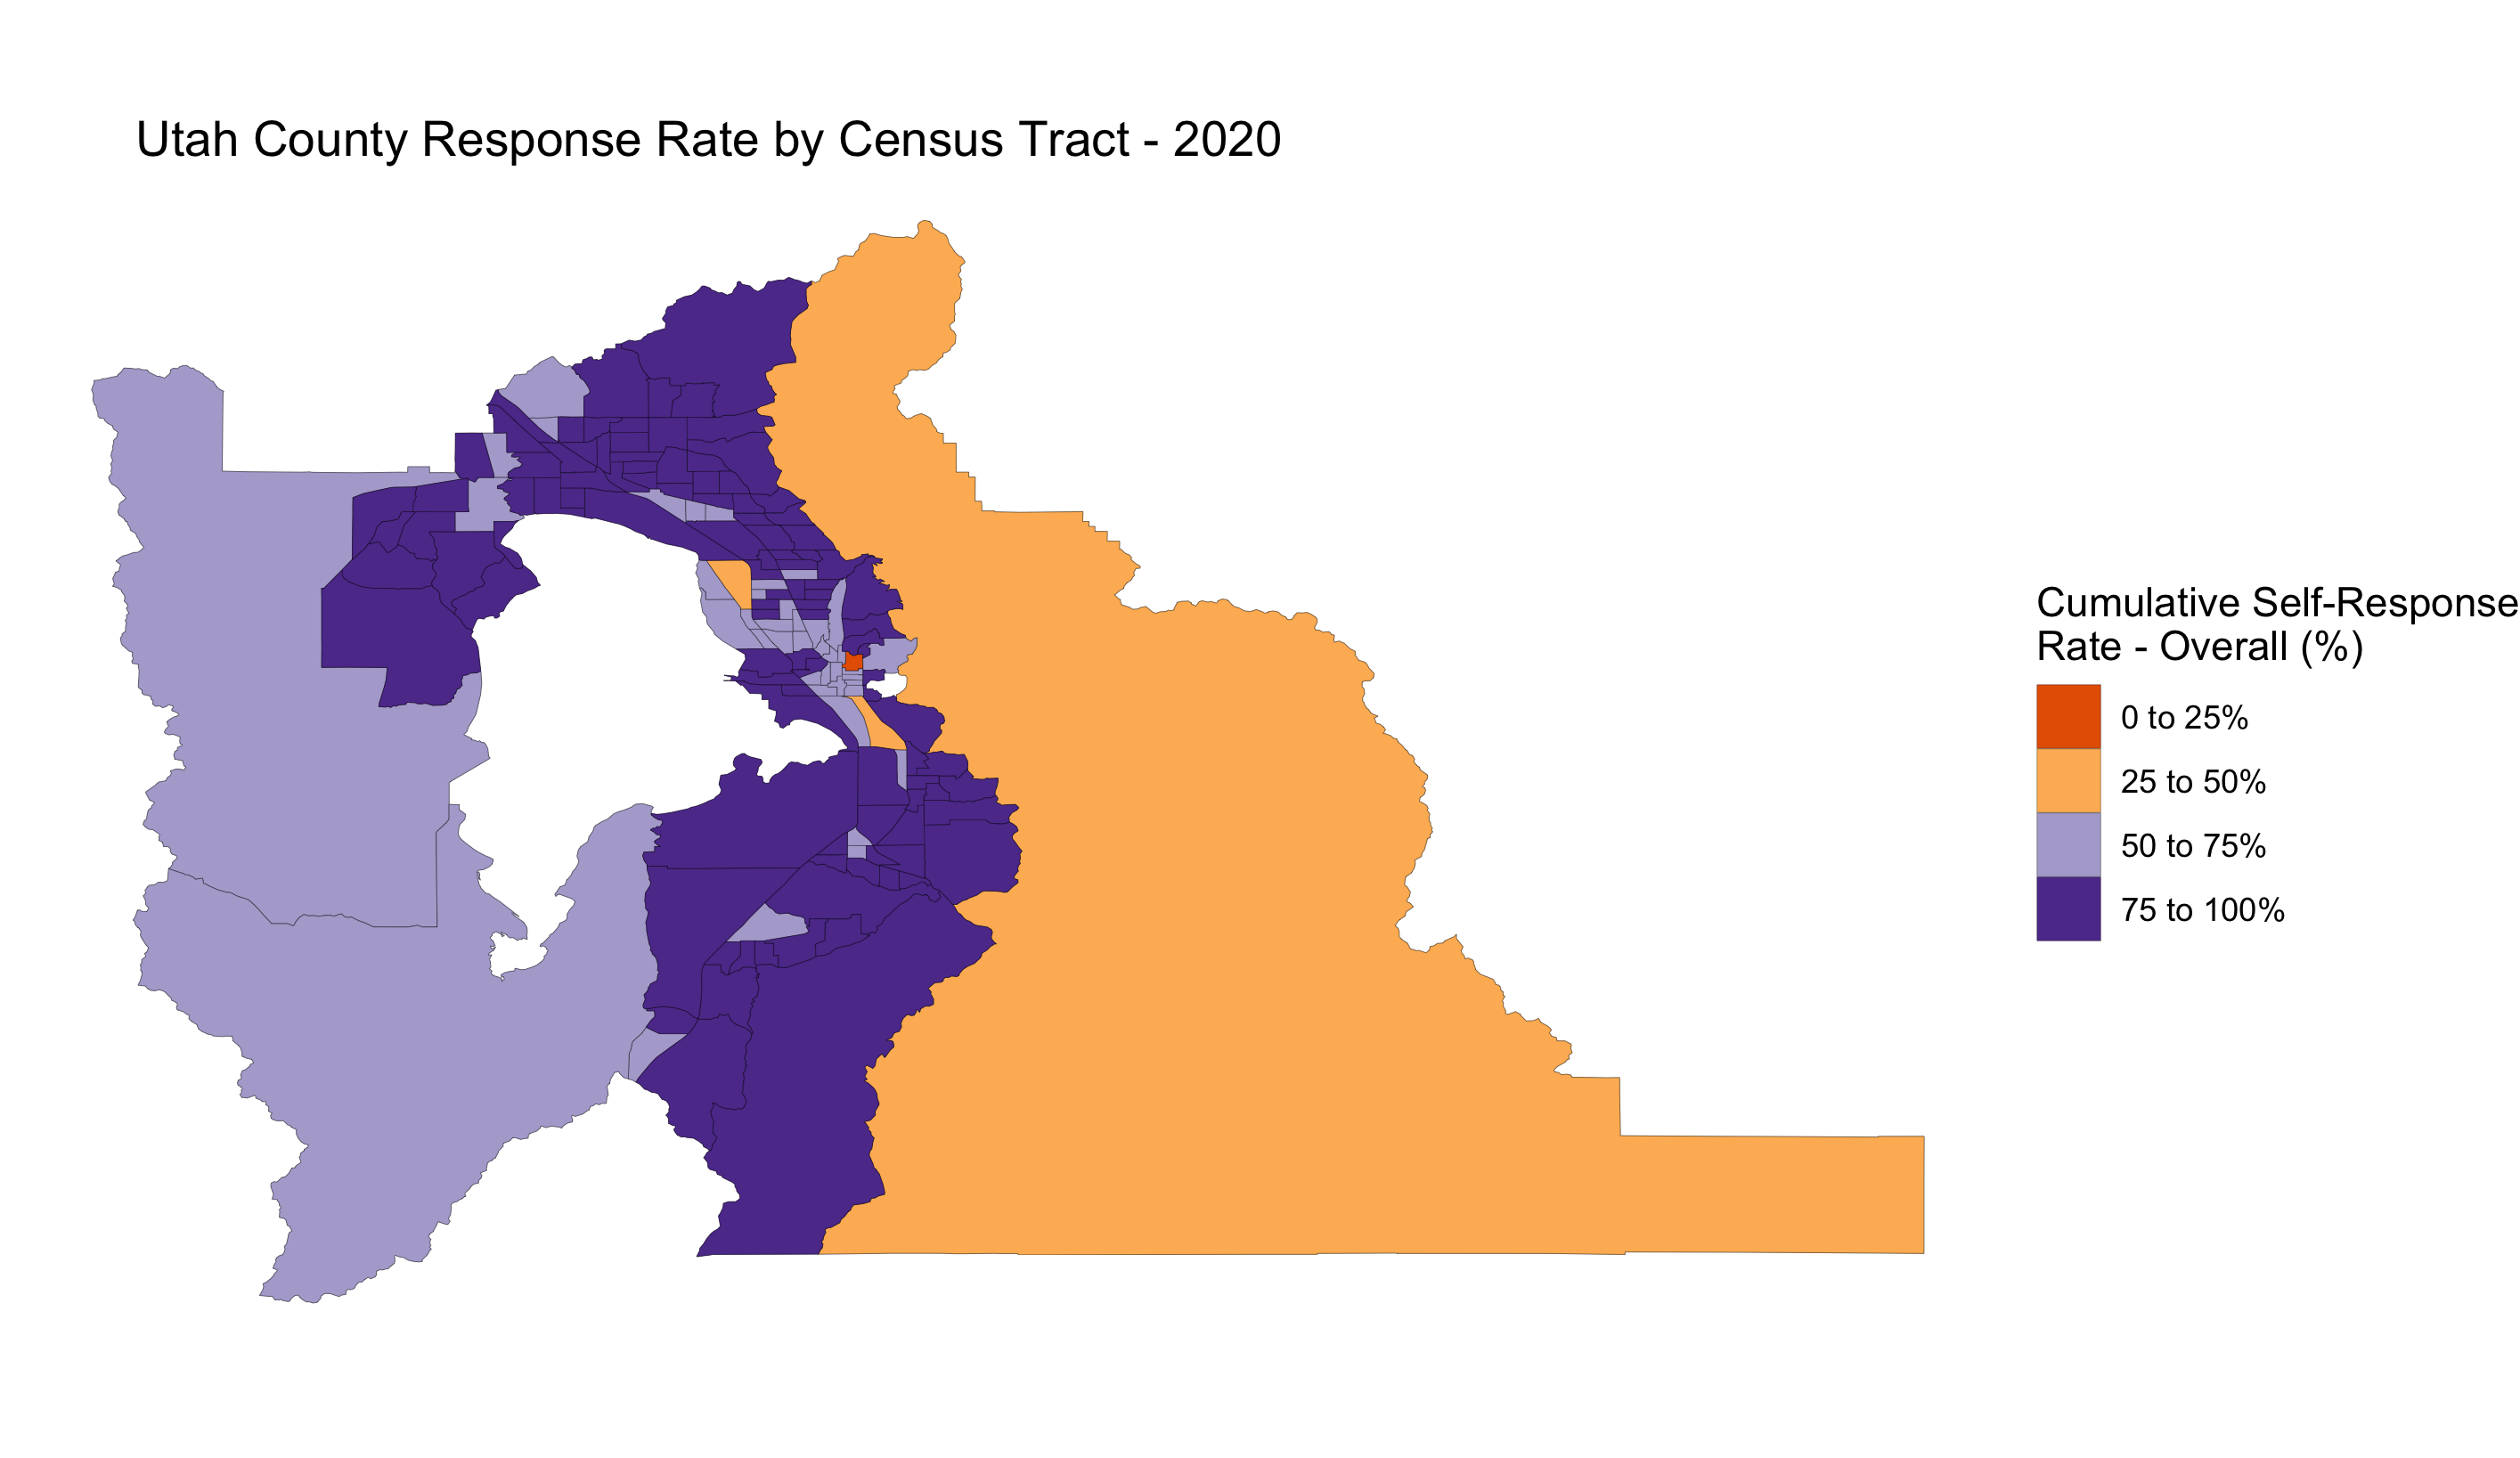 Utah County Response Rate by Census Tract - 2020
Cumulative Self-Response
Rate - Overall (%)
0 to 25%
25 to 50%
50 to 75%
75 to 100%